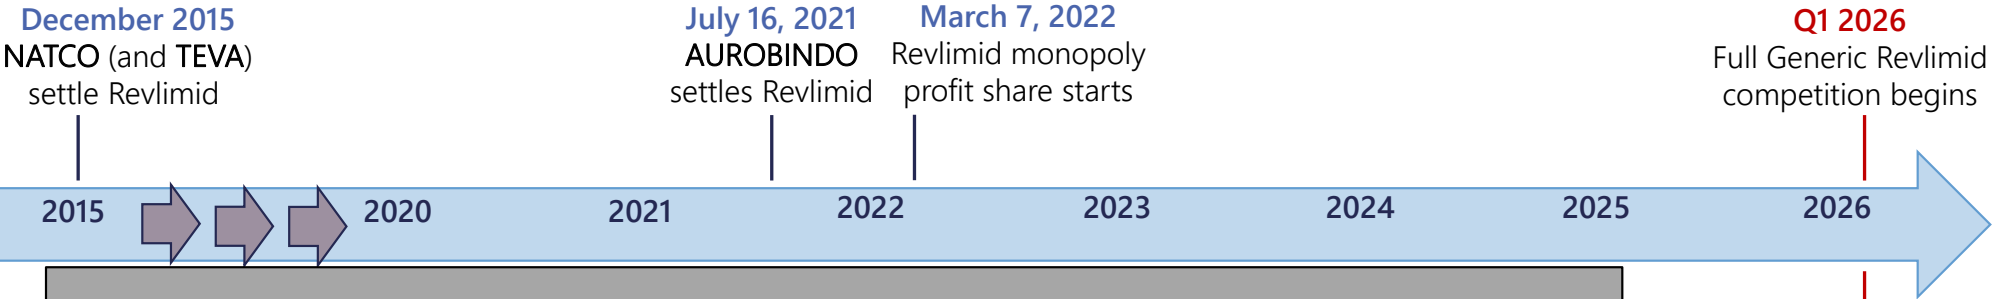 December 2015
NATCO (and TEVA)
settle Revlimid
July 16, 2021
AUROBINDO
settles Revlimid
March 7, 2022
Revlimid monopoly
profit share starts
Q1 2026
Full Generic Revlimid
competition begins
2015 2020 2021 2022 2023 2024 2025 2026